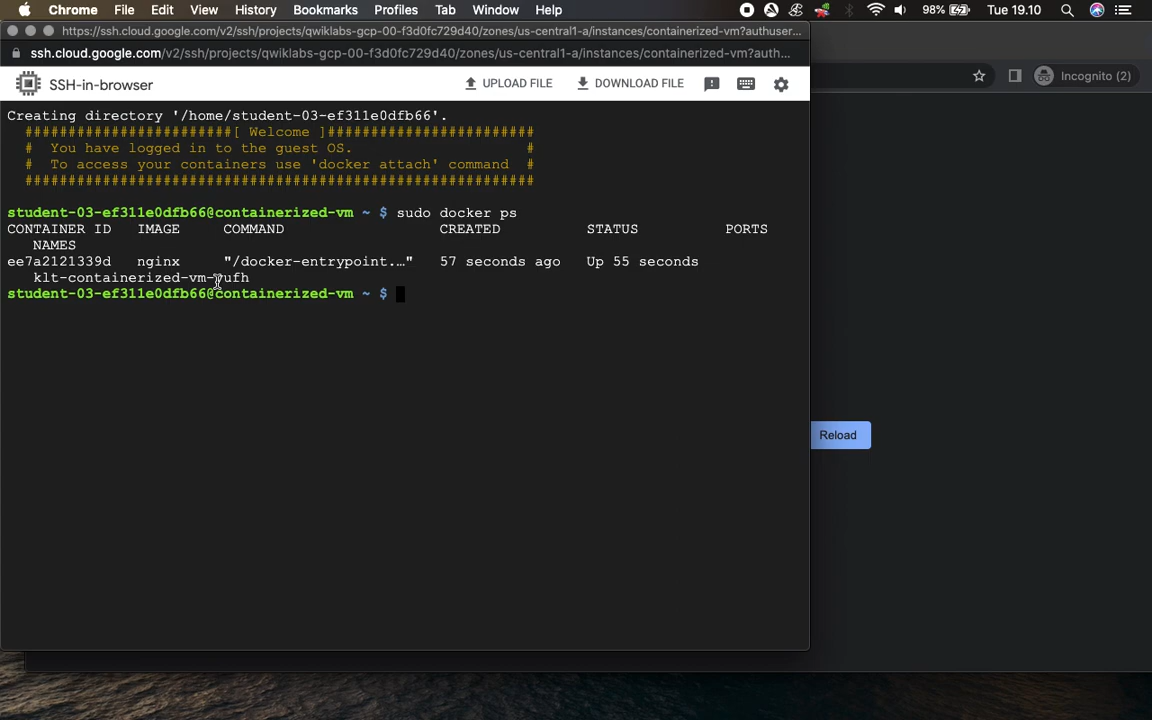 Chrome File Edit View History Bookmarks Profiles Tab Window Help 98% Tue 19.10
https://ssh.cloud.google.com/v2/ssh/projects/qwiklabs-gcp-00-f3d0fc729d40/zones/us-central1-a/instances/containerized-vm?authuser...
ssh.cloud.google.com/v2/ssh/projects/qwiklabs-gcp-00-f3d0fc729d40/zones/us-central1-a/instances/containerized-vm?auth...
Incognito (2)
SSH-in-browser UPLOAD FILE DOWNLOAD FILE
Creating directory '/home/student-03-ef311e0dfb66'.
########################[ Welcome ]########################
# You have logged in to the guest OS. #
# To access your containers use 'docker attach' command #
###########################################################
student-03-ef311e0dfb66@containerized-vm ~ $ sudo docker ps
CONTAINER ID IMAGE COMMAND CREATED STATUS PORTS
NAMES
ee7a2121339d nginx "/docker-entrypoint.…" 57 seconds ago Up 55 seconds
student-03-ef311e0dfb66@containerized-vm ~ $
Reload